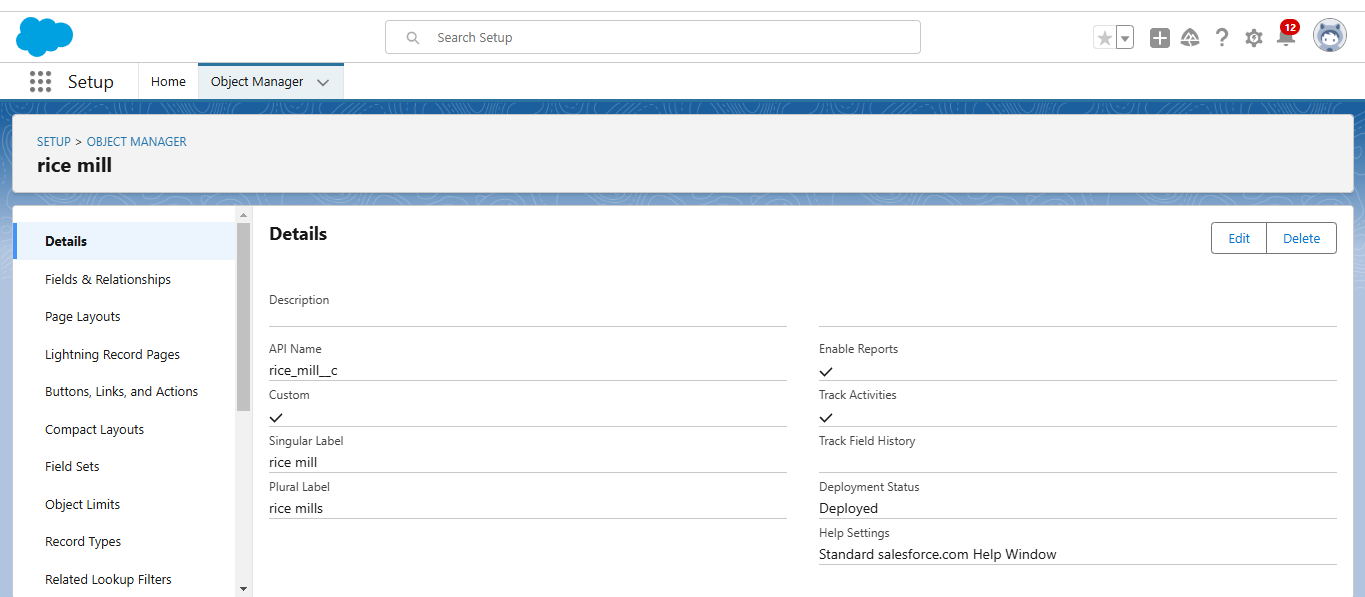 Search Setup
12
Setup
Home
Object Manager
SETUP > OBJECT MANAGER
rice mill
Details
Fields & Relationships
Page Layouts
Lightning Record Pages
Buttons, Links, and Actions
Compact Layouts
Field Sets
Object Limits
Record Types
Related Lookup Filters
Details
Edit
Delete
Description
API Name
rice_mill__c
Custom
Singular Label
rice mill
Plural Label
rice mills
Enable Reports
Track Activities
Track Field History
Deployment Status
Deployed
Help Settings
Standard salesforce.com Help Window